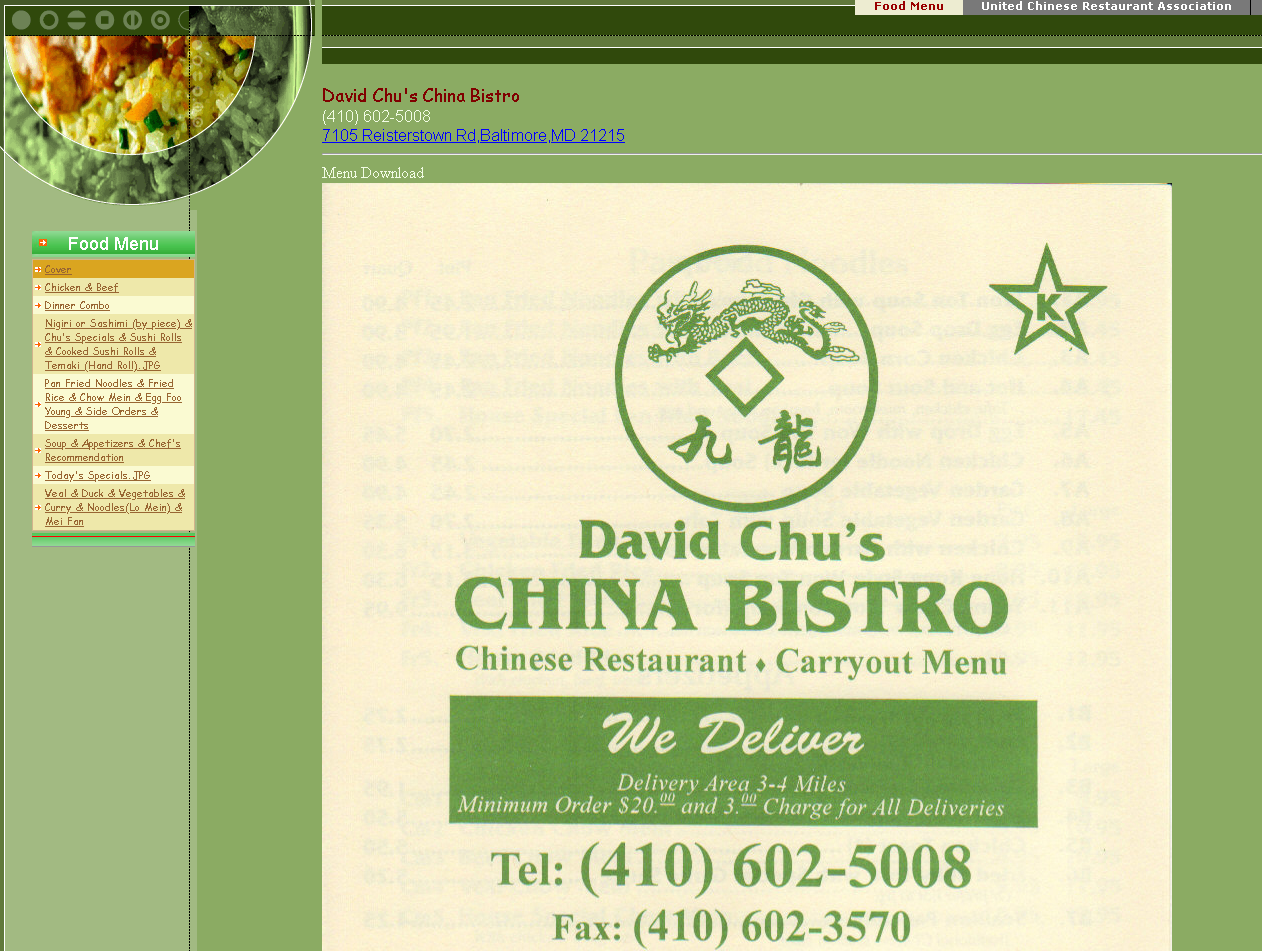 Food Menu
United Chinese Restaurant Association
David Chu's China Bistro
(410) 602-5008
7105 Reisterstown Rd,Baltimore,MD 21215
Menu Download
Food Menu
Cover
Chicken & Beef
Dinner Combo
Nigiri or Sashimi (by piece) &
Chu's Specials & Sushi Rolls
& Cooked Sushi Rolls &
Temaki (Hand Roll).JPG
Pan Fried Noodles & Fried
Rice & Chow Mein & Egg Foo
Young & Side Orders &
Desserts
Soup & Appetizers & Chef's
Recommendation
Today's Specials.JPG
Veal & Duck & Vegetables &
Curry & Noodles(Lo Mein) &
Mei Fan
K
九龍
David Chu's
CHINA BISTRO
Chinese Restaurant ♦ Carryout Menu
We Deliver
Delivery Area 3-4 Miles
Minimum Order $20.00 and 3.00 Charge for All Deliveries
Tel: (410) 602-5008
Fax: (410) 602-3570